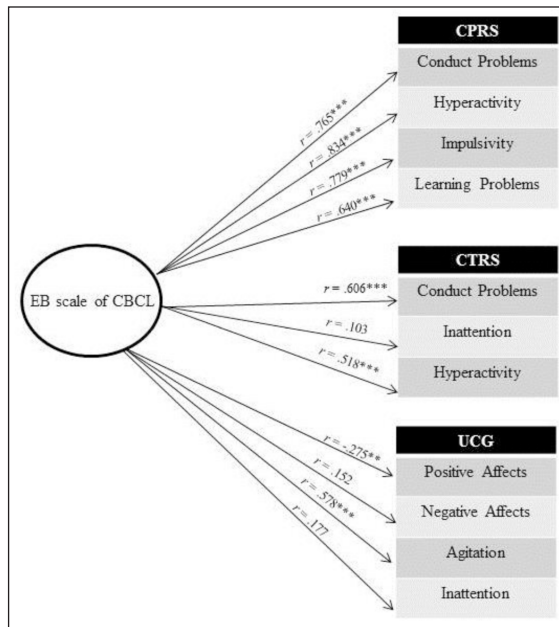 CPRS
Conduct Problems
Hyperactivity
Impulsivity
Learning Problems
r = .765***
r = .834***
r = .779***
r = .640***
EB scale of CBCL
CTRS
Conduct Problems
Inattention
Hyperactivity
r = .606***
r = .103
r = .518***
UCG
Positive Affects
Negative Affects
Agitation
Inattention
r = -.275**
r = .152
r = .578***
r = .177